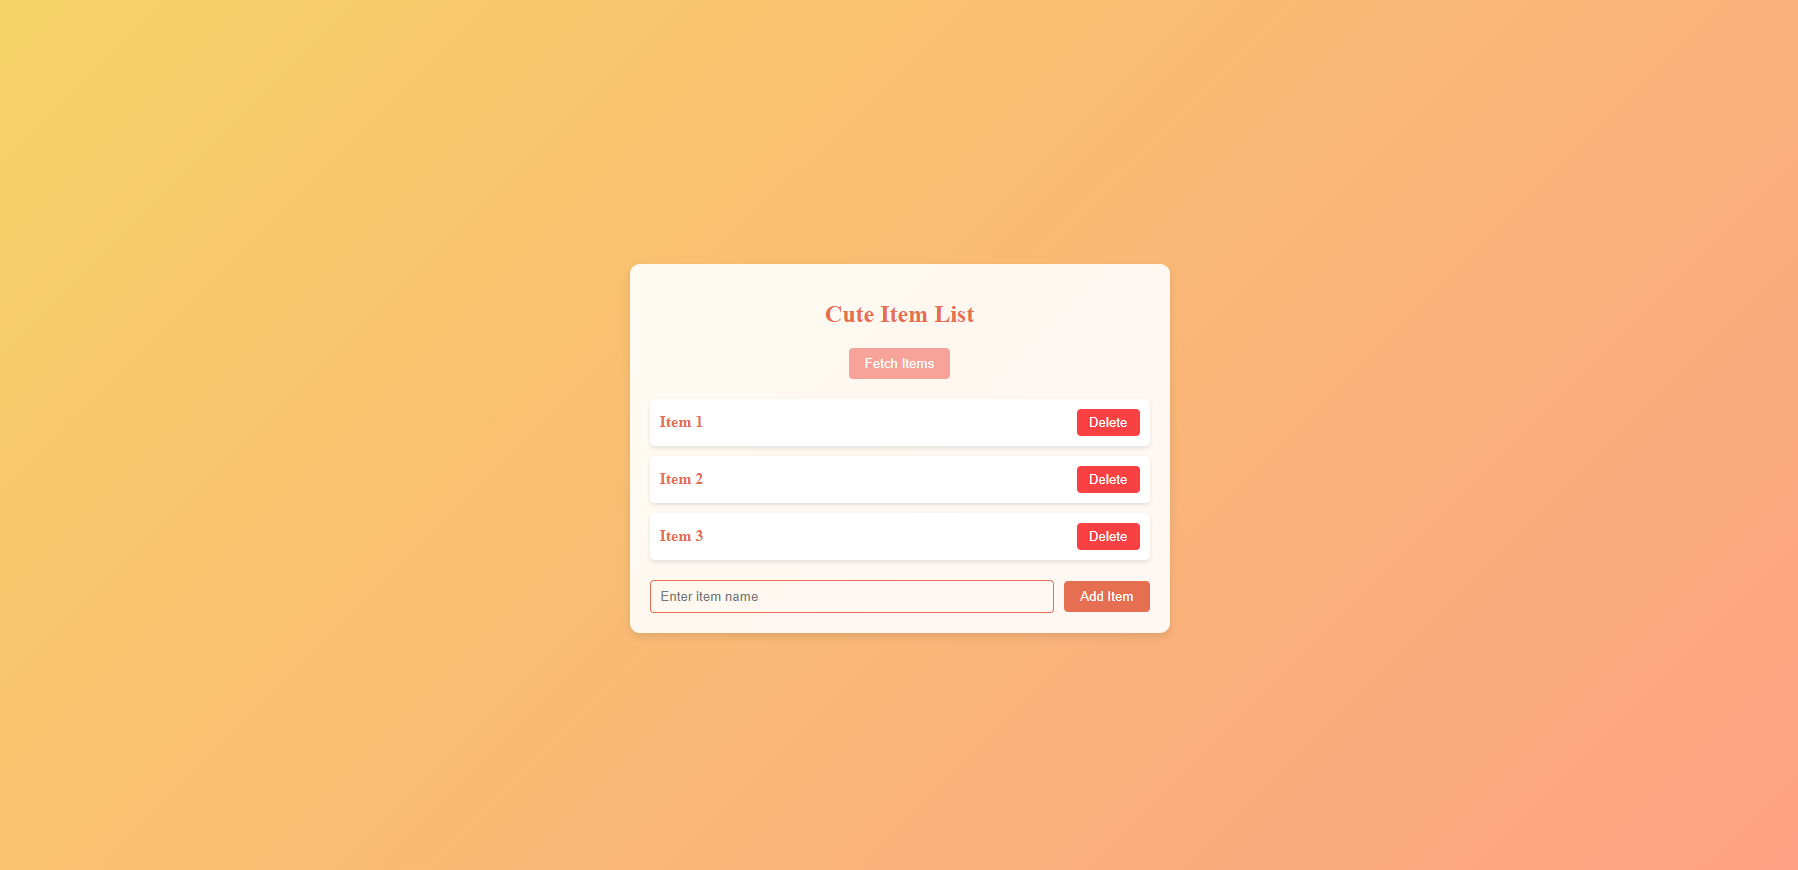 Cute Item List
Fetch Items
Item 1 Delete
Item 2 Delete
Item 3 Delete
Enter item name Add Item